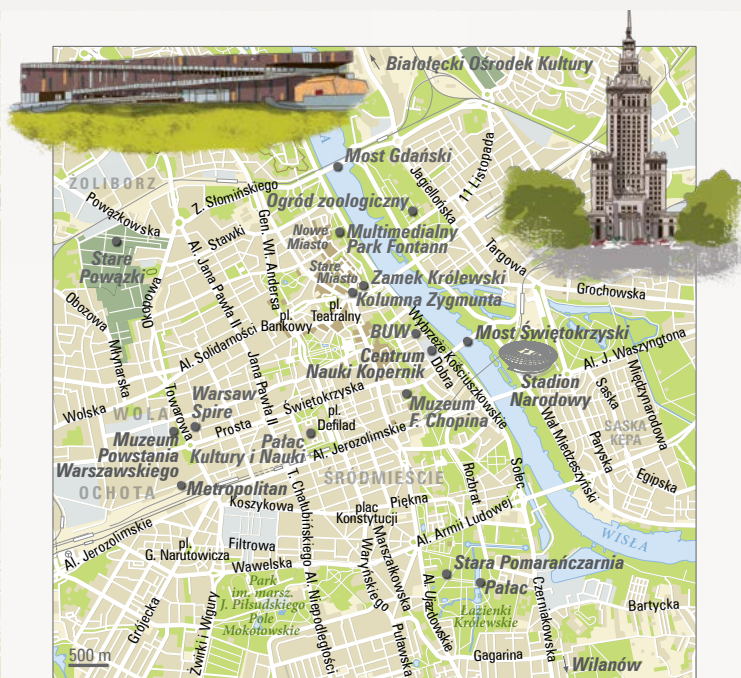 Białołęcki Ośrodek Kultury
Most Gdański
ŻOLIBORZ
Z. Słomińskiego
11 Listopada
Jagiellońska
Powązkowska
Ogród zoologiczny
Stawki
Gen. Wł. Andersa
Nowe
Miasto
Multimedialny
Park Fontann
Targowa
Stare
Powązki
Al. Jana Pawła II
Stare
Miasto
Zamek Królewski
Kolumna Zygmunta
Grochowska
Obozowa
Okopowa
pl.
Teatralny
pl.
Bankowy
Wybrzeże Kościuszkowskie
BUW
Most Świętokrzyski
Młynarska
Al. Solidarności
Centrum
Nauki Kopernik
Dobra
Al. J. Waszyngtona
Stadion
Narodowy
Saska
Międzynarodowa
Jana Pawła II
Warsaw
Spire
Świętokrzyska
Muzeum
F. Chopina
Wolska
WOLA
Towarowa
Prosta
pl.
Defilad
Wał Miedzeszyński
Paryska
SASKA
KĘPA
Muzeum
Powstania
Warszawskiego
Pałac
Kultury i Nauki
Al. Jerozolimskie
Solec
Rozbrat
Egipska
OCHOTA
Metropolitan
ŚRÓDMIEŚCIE
T. Chałubińskiego
Koszykowa
plac
Konstytucji
Piękna
Al. Armii Ludowej
Al. Jerozolimskie
pl.
G. Narutowicza
Filtrowa
Wawelska
WISŁA
Waryńskiego
Marszałkowska
Stara Pomarańczarnia
Pałac
Park
im. marsz.
J. Piłsudskiego
Pole
Mokotowskie
Al. Niepodległości
Al. Ujazdowskie
Łazienki
Królewskie
Czerniakowska
Bartycka
Grójecka
Żwirki i Wigury
Puławska
Gagarina
Wilanów
500 m